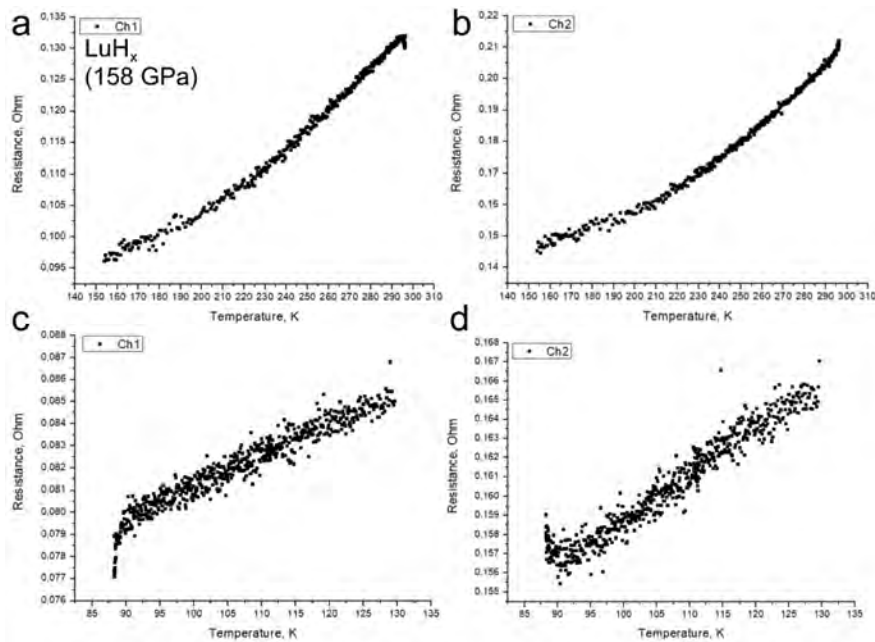 a
Ch1
LuHx
(158 GPa)
0,135
0,130
0,125
0,120
0,115
0,110
0,105
0,100
0,095
Resistance, Ohm
140 150 160 170 180 190 200 210 220 230 240 250 260 270 280 290 300 310
Temperature, K
b
Ch2
0,21
0,20
0,19
0,18
0,17
0,16
0,15
0,14
Resistance, Ohm
140 150 160 170 180 190 200 210 220 230 240 250 260 270 280 290 300 310
Temperature, K
c
Ch1
0,088
0,087
0,086
0,085
0,084
0,083
0,082
0,081
0,080
0,079
0,078
0,077
0,076
Resistance, Ohm
85 90 95 100 105 110 115 120 125 130 135
Temperature, K
d
Ch2
0,168
0,167
0,166
0,165
0,163
0,162
0,160
0,159
0,157
0,156
0,155
Resistance, Ohm
85 90 95 100 105 110 115 120 125 130 135
Temperature, K